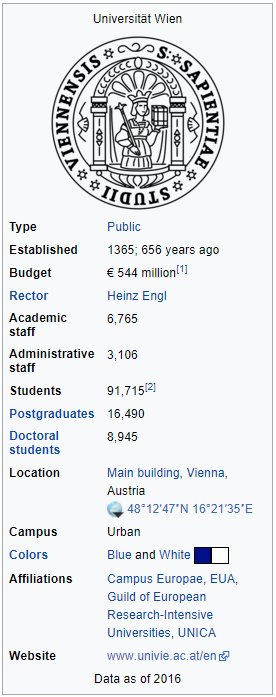 Universität Wien
S: SAPIENTIAE
STUDII
VIENNENSIS
Type Public
Established 1365; 656 years ago
Budget € 544 million[1]
Rector Heinz Engl
Academic staff 6,765
Administrative staff 3,106
Students 91,715[2]
Postgraduates 16,490
Doctoral students 8,945
Location Main building, Vienna,
Austria
48°12′47″N 16°21′35″E
Campus Urban
Colors Blue and White
Affiliations Campus Europae, EUA,
Guild of European
Research-Intensive
Universities, UNICA
Website www.univie.ac.at/en
Data as of 2016